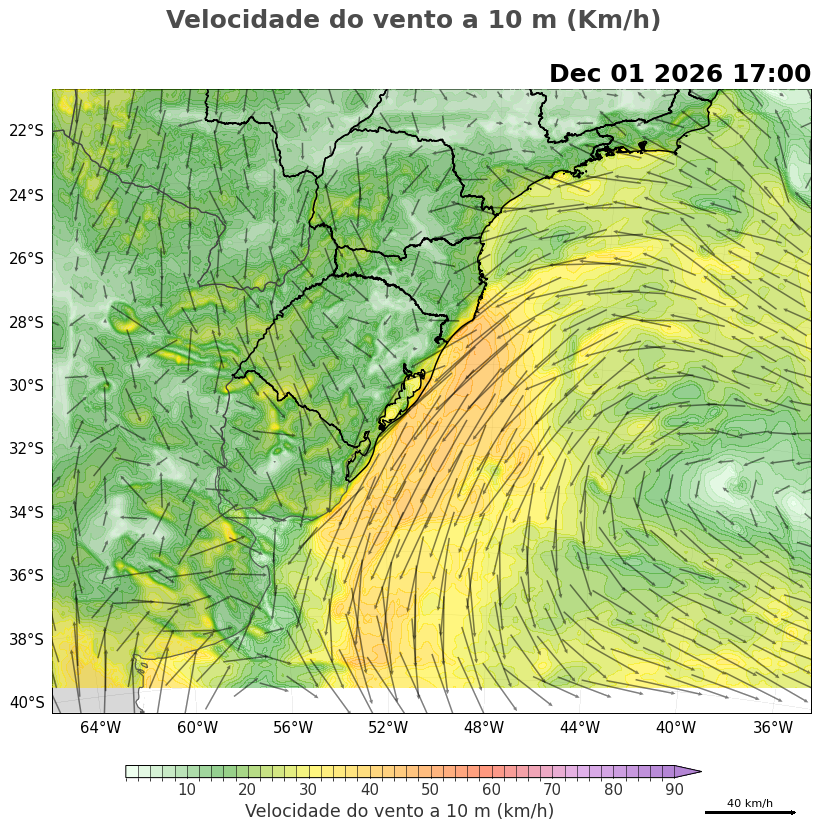 Velocidade do vento a 10 m (Km/h)
Dec 01 2026 17:00
22°S
24°S
26°S
28°S
30°S
32°S
34°S
36°S
38°S
40°S
64°W 60°W 56°W 52°W 48°W 44°W 40°W 36°W
10 20 30 40 50 60 70 80 90
Velocidade do vento a 10 m (km/h)
40 km/h